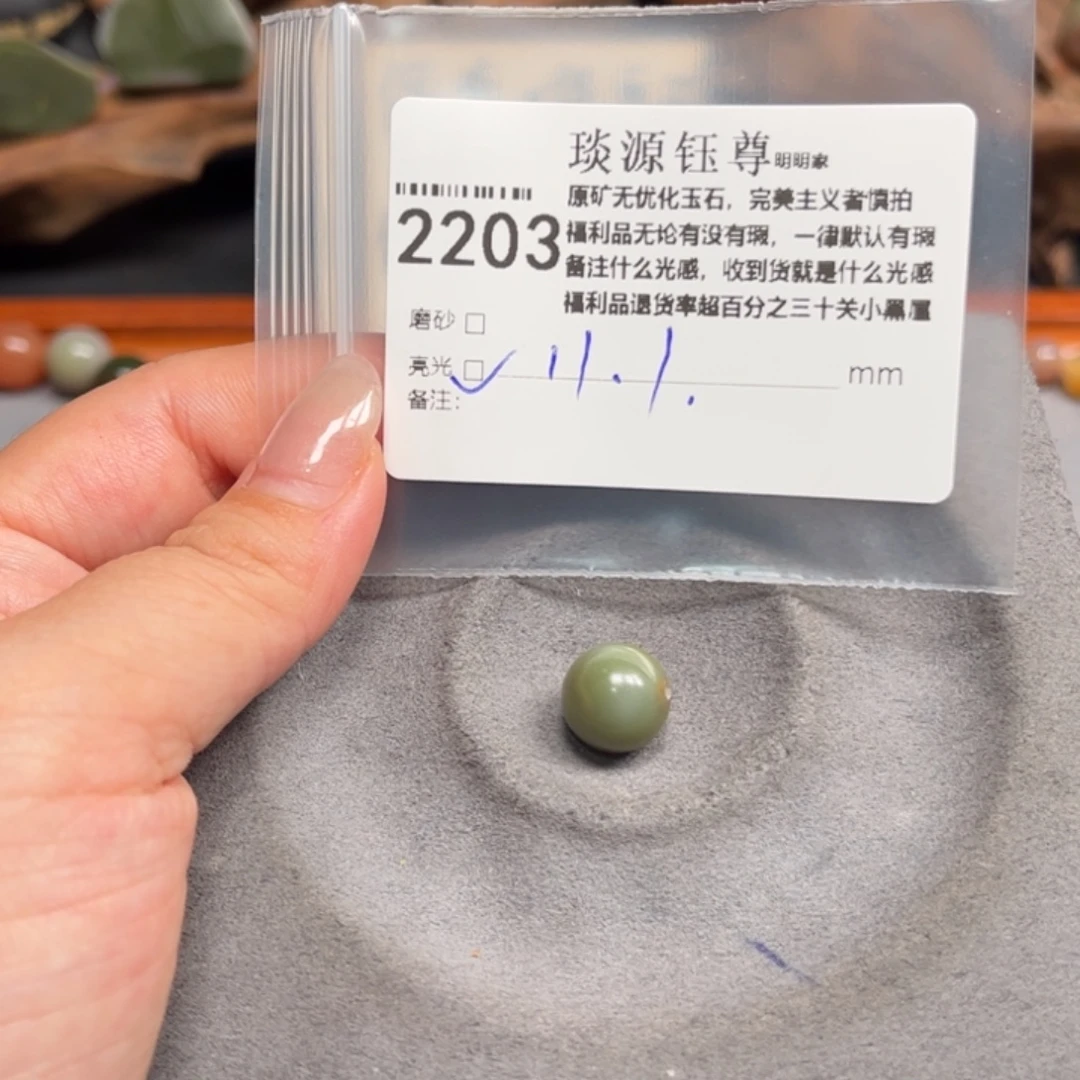 琰源钰尊明明家
原矿无优化玉石，完美主义者慎拍
2203
福利品无论有没有瑕，一律默认有瑕
备注什么光感，收到货就是什么光感
福利品退货率超百分之三十关小黑屋
磨砂 □
亮光 □ ✓ 11.1. mm
备注：